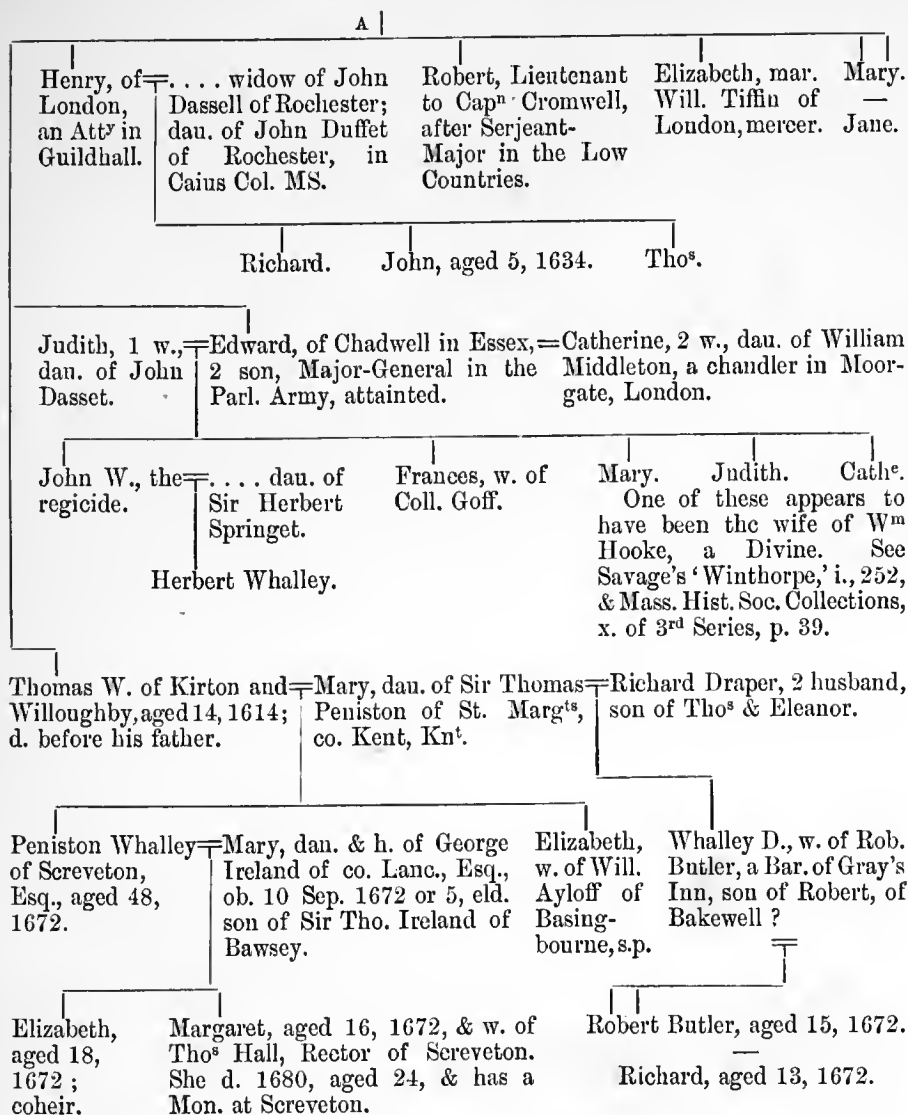 A
Henry, of = . . . . widow of John
London, Dassell of Rochester;
an Attʸ in dau. of John Duffet
Guildhall. of Rochester, in
Caius Col. MS.
Robert, Lieutenant
to Capⁿ Cromwell,
after Serjeant-
Major in the Low
Countries.
Elizabeth, mar.
Will. Tiffin of
London, mercer.
Mary.
—
Jane.
Richard. John, aged 5, 1634. Thoˢ.
Judith, 1 w.,
dau. of John
Dasset.
= Edward, of Chadwell in Essex,
2 son, Major-General in the
Parl. Army, attainted.
= Catherine, 2 w., dau. of William
Middleton, a chandler in Moor-
gate, London.
John W., the
regicide.
= . . . . dau. of
Sir Herbert
Springet.
Frances, w. of
Coll. Goff.
Mary. Judith. Cathᵉ.
One of these appears to
have been the wife of Wᵐ
Hooke, a Divine. See
Savage's ‘Winthorpe,’ i., 252,
& Mass. Hist. Soc. Collections,
x. of 3ʳᵈ Series, p. 39.
Herbert Whalley.
Thomas W. of Kirton and
Willoughby, aged 14, 1614;
d. before his father.
= Mary, dau. of Sir Thomas
Peniston of St. Margᵗˢ,
co. Kent, Knᵗ.
= Richard Draper, 2 husband,
son of Thoˢ & Eleanor.
Peniston Whalley
of Screveton,
Esq., aged 48,
1672.
= Mary, dau. & h. of George
Ireland of co. Lanc., Esq.,
ob. 10 Sep. 1672 or 5, eld.
son of Sir Tho. Ireland of
Bawsey.
Elizabeth,
w. of Will.
Ayloff of
Basing-
bourne, s.p.
Whalley D., w. of Rob.
Butler, a Bar. of Gray's
Inn, son of Robert, of
Bakewell ?
=
Elizabeth,
aged 18,
1672 ;
coheir.
Margaret, aged 16, 1672, & w. of
Thoˢ Hall, Rector of Screveton.
She d. 1680, aged 24, & has a
Mon. at Screveton.
Robert Butler, aged 15, 1672.
—
Richard, aged 13, 1672.